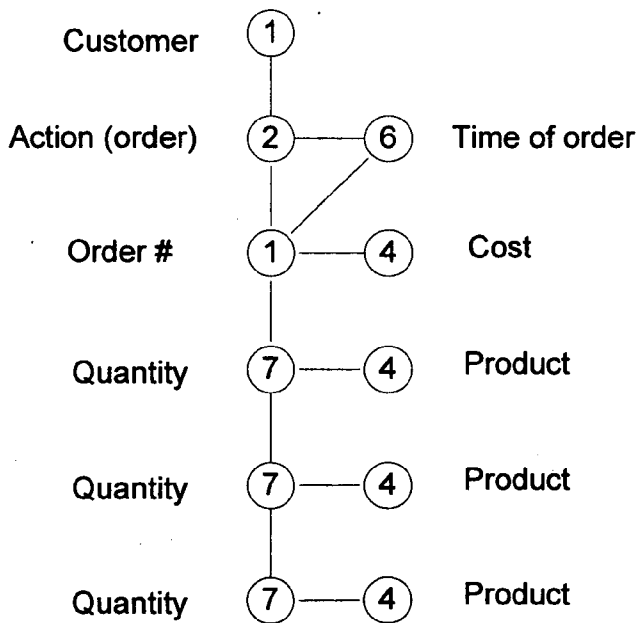 Customer 1
Action (order) 2 6 Time of order
Order # 1 4 Cost
Quantity 7 4 Product
Quantity 7 4 Product
Quantity 7 4 Product